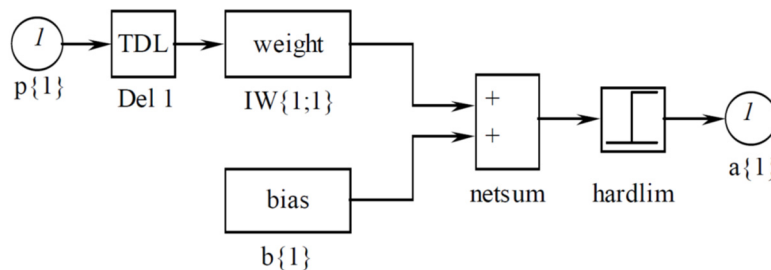 1
TDL
weight
p{1}
Del 1
IW{1;1}
+
+
1
bias
netsum
hardlim
a{1}
b{1}